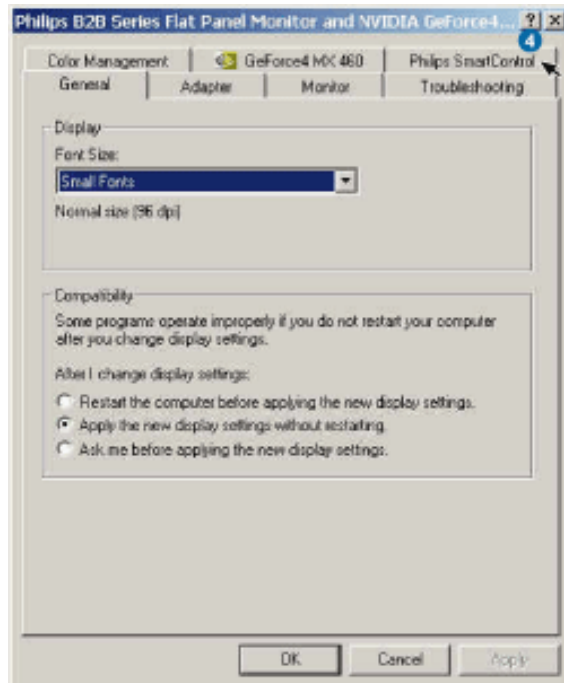 Philips B2B Series Flat Panel Monitor and NVIDIA GeForce4... ? X
4
Color Management GeForce4 MX 460 Philips SmartControl
General Adapter Monitor Troubleshooting
Display
Font Size:
Small Fonts
Normal size (96 dpi)
Compatibility
Some programs operate improperly if you do not restart your computer
after you change display settings.
After I change display settings:
Restart the computer before applying the new display settings.
Apply the new display settings without restarting.
Ask me before applying the new display settings.
OK Cancel Apply